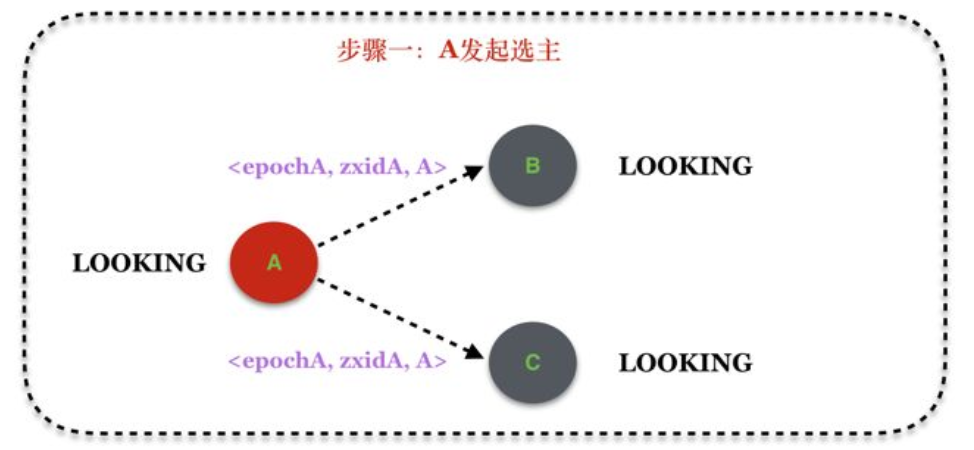 步骤一：A发起选主
<epochA, zxidA, A>
B
LOOKING
LOOKING
A
<epochA, zxidA, A>
C
LOOKING